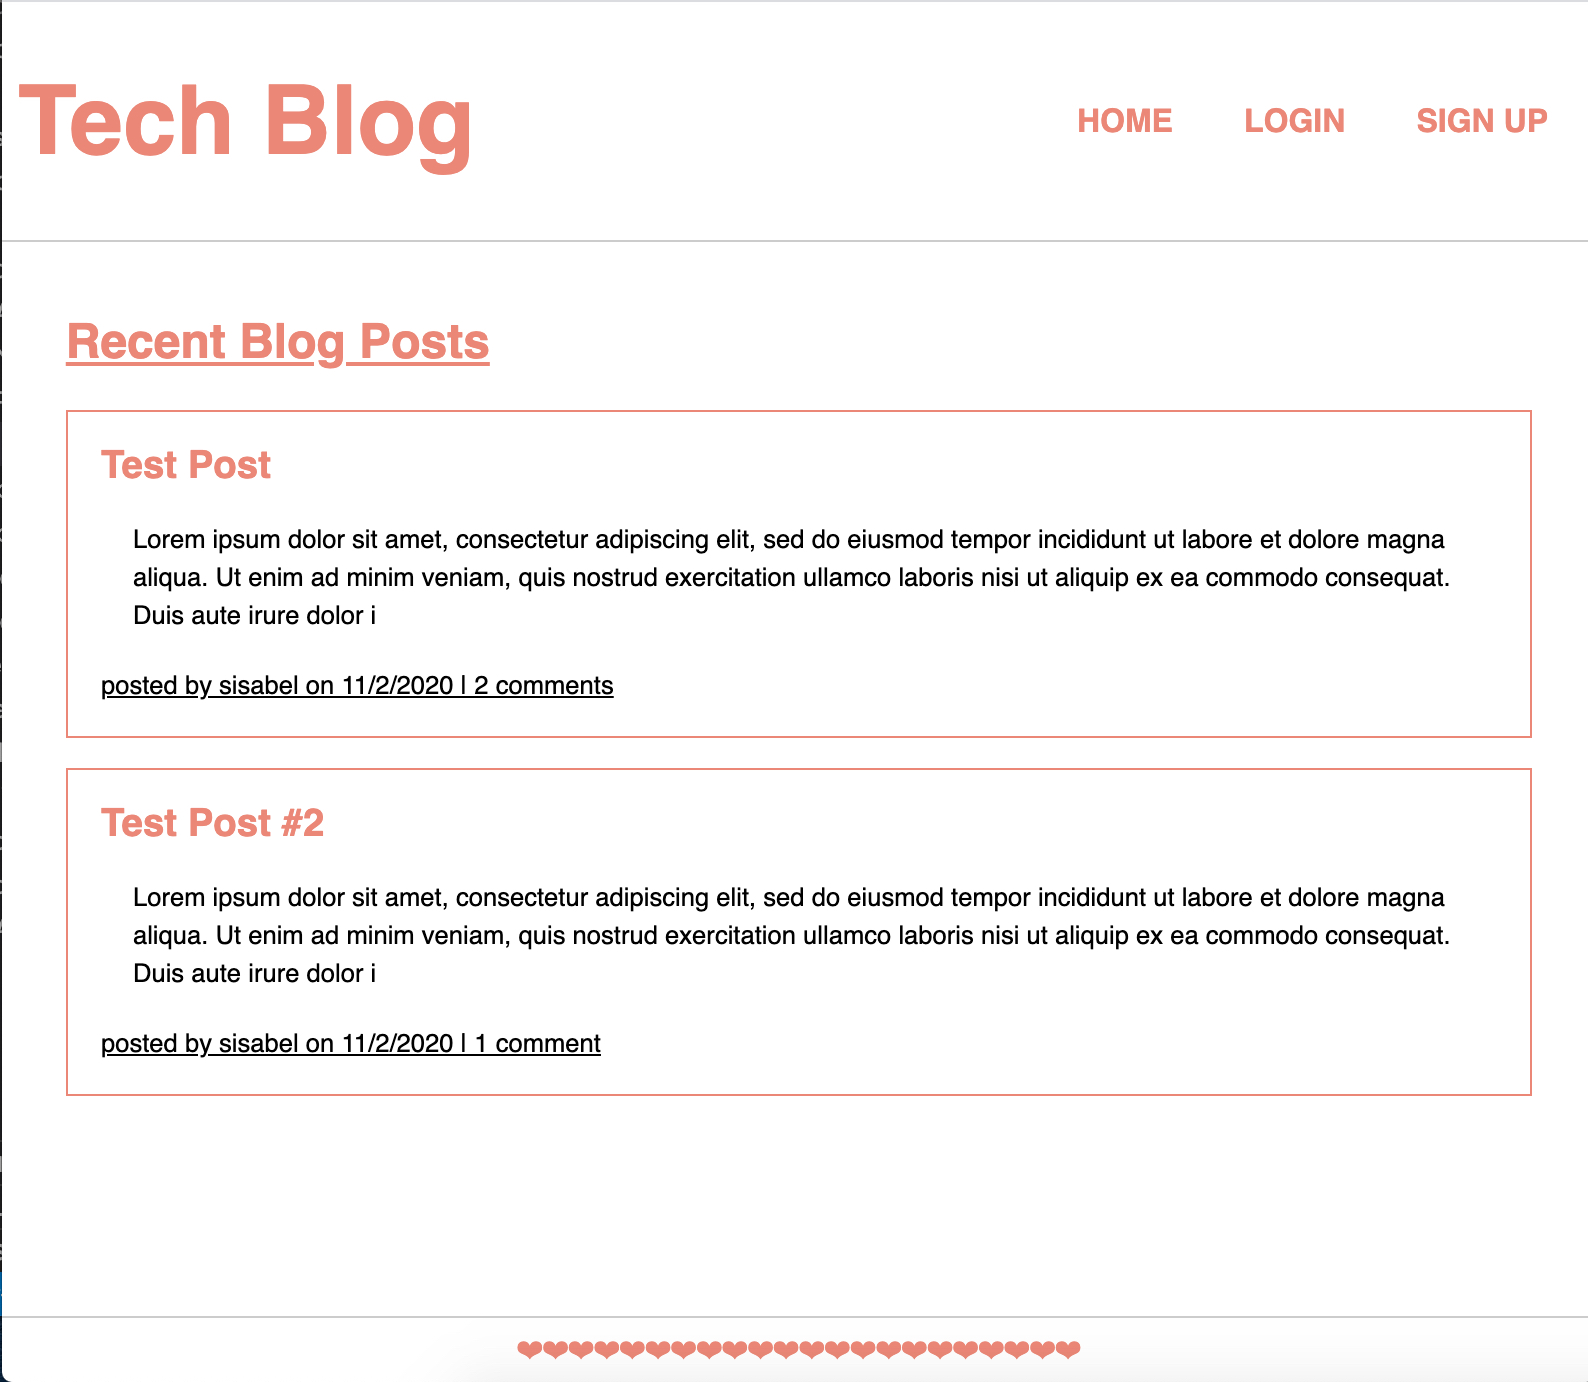 Tech Blog
HOME LOGIN SIGN UP
Recent Blog Posts
Test Post
Lorem ipsum dolor sit amet, consectetur adipiscing elit, sed do eiusmod tempor incididunt ut labore et dolore magna
aliqua. Ut enim ad minim veniam, quis nostrud exercitation ullamco laboris nisi ut aliquip ex ea commodo consequat.
Duis aute irure dolor i
posted by sisabel on 11/2/2020 | 2 comments
Test Post #2
Lorem ipsum dolor sit amet, consectetur adipiscing elit, sed do eiusmod tempor incididunt ut labore et dolore magna
aliqua. Ut enim ad minim veniam, quis nostrud exercitation ullamco laboris nisi ut aliquip ex ea commodo consequat.
Duis aute irure dolor i
posted by sisabel on 11/2/2020 | 1 comment
❤❤❤❤❤❤❤❤❤❤❤❤❤❤❤❤❤❤❤❤❤❤